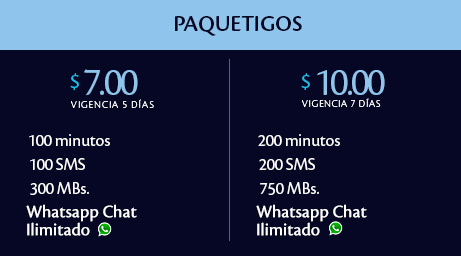 PAQUETIGOS
$ 7.00
VIGENCIA 5 DÍAS
100 minutos
100 SMS
300 MBs.
Whatsapp Chat
Ilimitado
$ 10.00
VIGENCIA 7 DÍAS
200 minutos
200 SMS
750 MBs.
Whatsapp Chat
Ilimitado